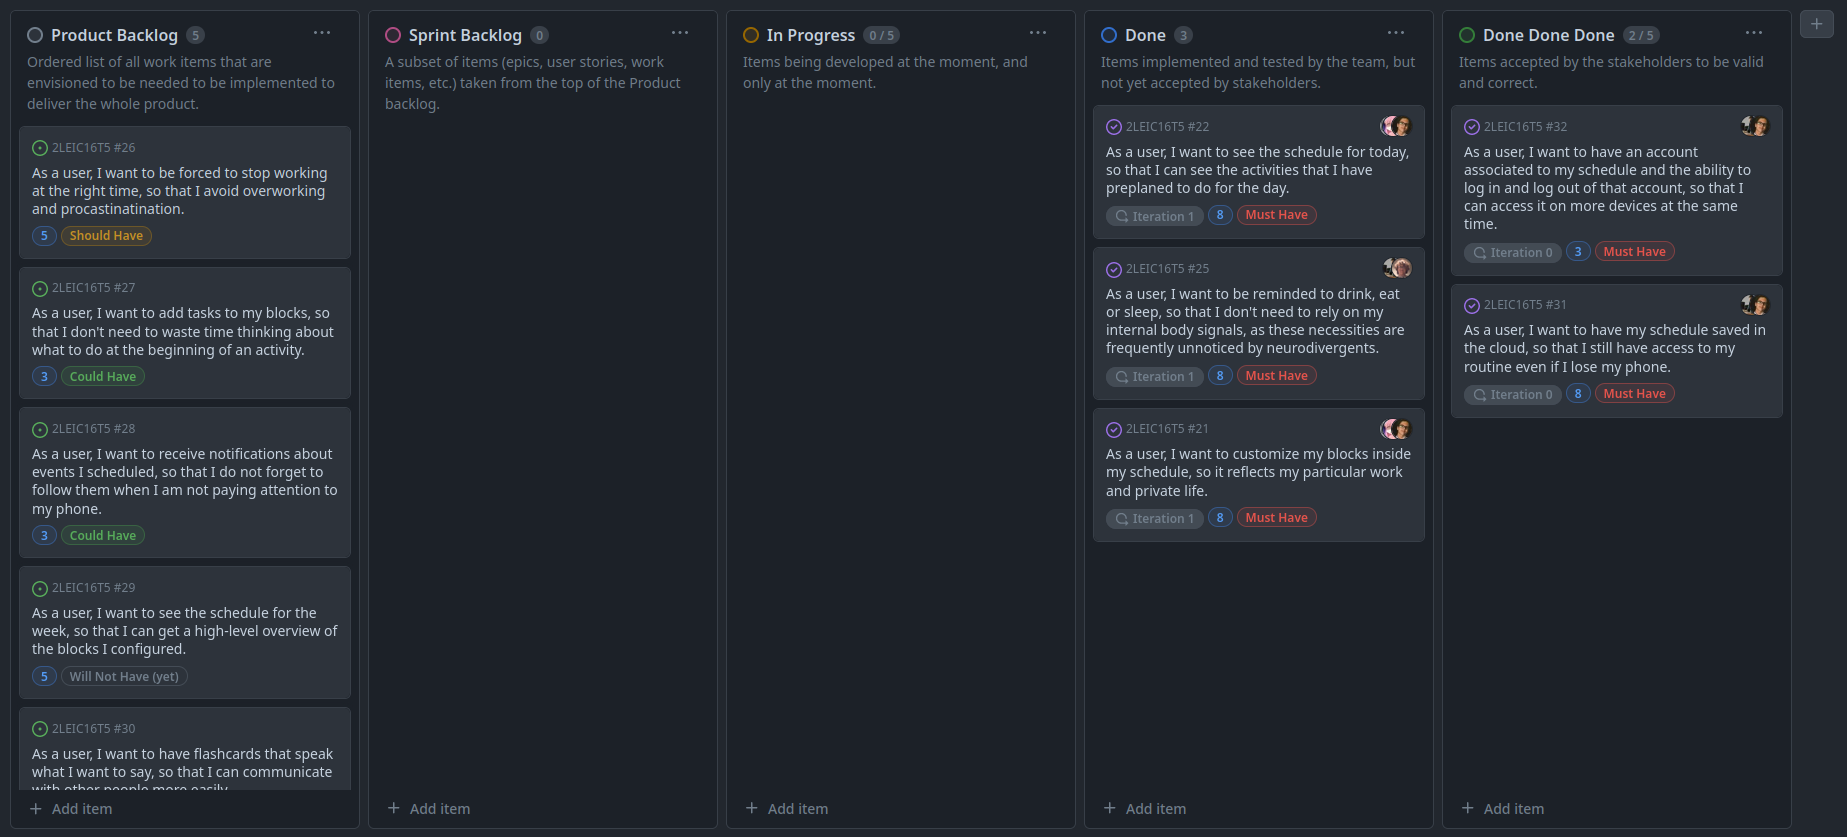 Product Backlog 5
Ordered list of all work items that are
envisioned to be needed to be implemented to
deliver the whole product.
2LEIC16T5 #26
As a user, I want to be forced to stop working
at the right time, so that I avoid overworking
and procastinatination.
5 Should Have
2LEIC16T5 #27
As a user, I want to add tasks to my blocks, so
that I don't need to waste time thinking about
what to do at the beginning of an activity.
3 Could Have
2LEIC16T5 #28
As a user, I want to receive notifications about
events I scheduled, so that I do not forget to
follow them when I am not paying attention to
my phone.
3 Could Have
2LEIC16T5 #29
As a user, I want to see the schedule for the
week, so that I can get a high-level overview of
the blocks I configured.
5 Will Not Have (yet)
2LEIC16T5 #30
As a user, I want to have flashcards that speak
what I want to say, so that I can communicate
with other people more easily.
Add item
Sprint Backlog 0
A subset of items (epics, user stories, work
items, etc.) taken from the top of the Product
backlog.
Add item
In Progress 0 / 5
Items being developed at the moment, and
only at the moment.
Add item
Done 3
Items implemented and tested by the team, but
not yet accepted by stakeholders.
2LEIC16T5 #22
As a user, I want to see the schedule for today,
so that I can see the activities that I have
preplaned to do for the day.
Iteration 1 8 Must Have
2LEIC16T5 #25
As a user, I want to be reminded to drink, eat
or sleep, so that I don't need to rely on my
internal body signals, as these necessities are
frequently unnoticed by neurodivergents.
Iteration 1 8 Must Have
2LEIC16T5 #21
As a user, I want to customize my blocks inside
my schedule, so it reflects my particular work
and private life.
Iteration 1 8 Must Have
Add item
Done Done Done 2 / 5
Items accepted by the stakeholders to be valid
and correct.
2LEIC16T5 #32
As a user, I want to have an account
associated to my schedule and the ability to
log in and log out of that account, so that I
can access it on more devices at the same
time.
Iteration 0 3 Must Have
2LEIC16T5 #31
As a user, I want to have my schedule saved in
the cloud, so that I still have access to my
routine even if I lose my phone.
Iteration 0 8 Must Have
Add item